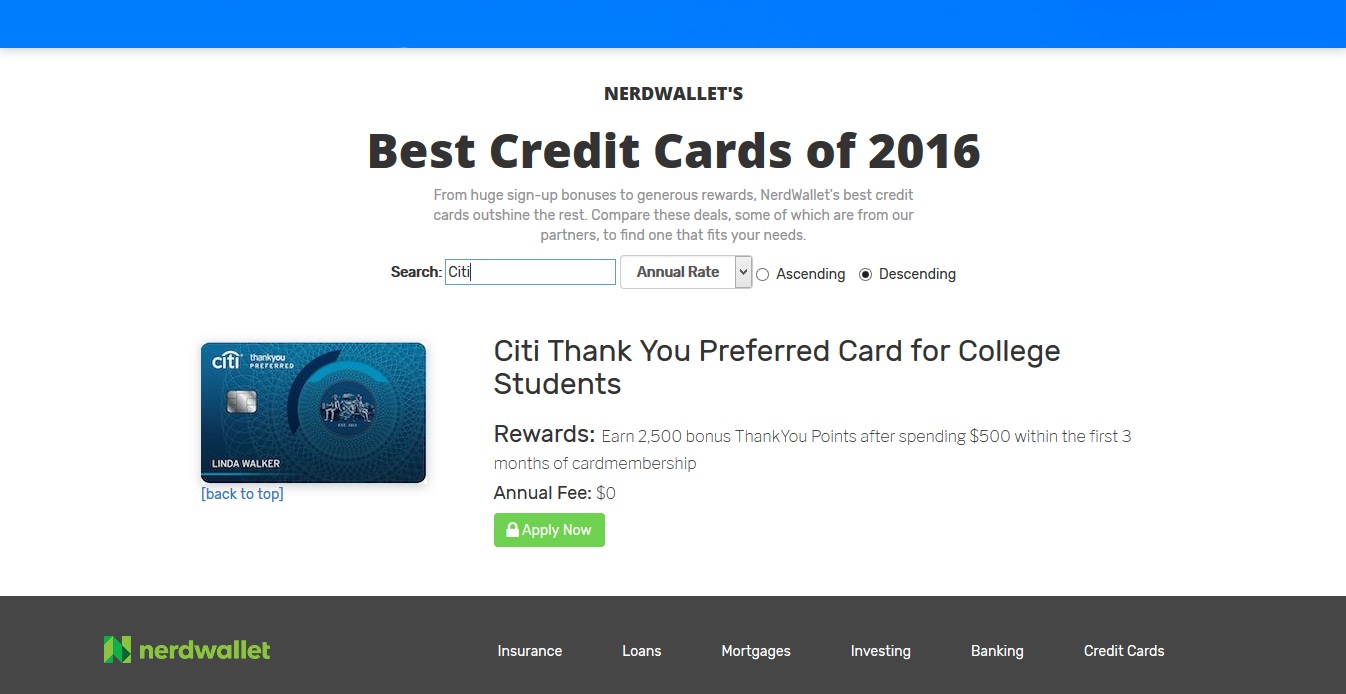 NERDWALLET'S
Best Credit Cards of 2016
From huge sign-up bonuses to generous rewards, NerdWallet's best credit
cards outshine the rest. Compare these deals, some of which are from our
partners, to find one that fits your needs.
Search: Citi Annual Rate Ascending Descending
citi thankyou
PREFERRED
LINDA WALKER
[back to top]
Citi Thank You Preferred Card for College
Students
Rewards: Earn 2,500 bonus ThankYou Points after spending $500 within the first 3
months of cardmembership
Annual Fee: $0
Apply Now
nerdwallet Insurance Loans Mortgages Investing Banking Credit Cards